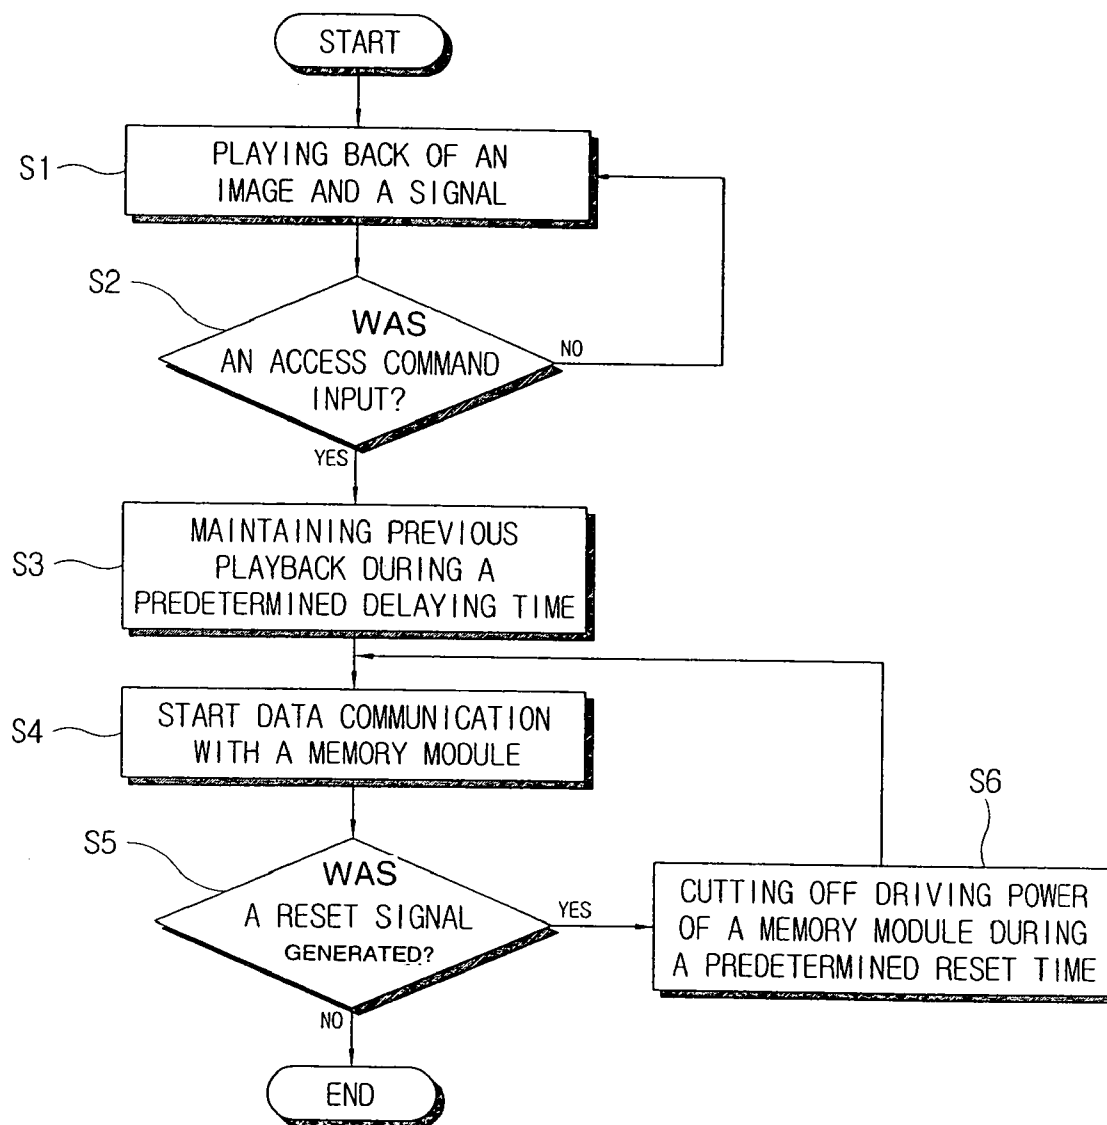 START
S1
PLAYING BACK OF AN
IMAGE AND A SIGNAL
S2
WAS
AN ACCESS COMMAND
INPUT?
NO
YES
S3
MAINTAINING PREVIOUS
PLAYBACK DURING A
PREDETERMINED DELAYING TIME
S4
START DATA COMMUNICATION
WITH A MEMORY MODULE
S5
WAS
A RESET SIGNAL
GENERATED?
YES
S6
CUTTING OFF DRIVING POWER
OF A MEMORY MODULE DURING
A PREDETERMINED RESET TIME
NO
END